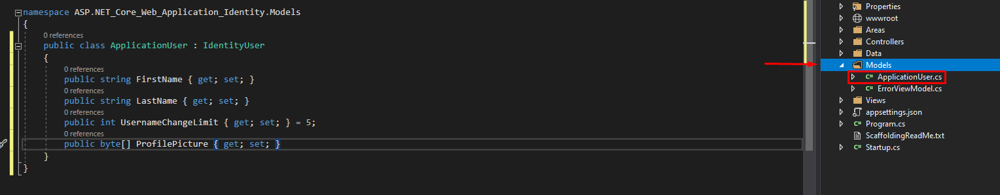 namespace ASP.NET_Core_Web_Application_Identity.Models
{
0 references
public class ApplicationUser : IdentityUser
{
0 references
public string FirstName { get; set; }
0 references
public string LastName { get; set; }
0 references
public int UsernameChangeLimit { get; set; } = 5;
0 references
public byte[] ProfilePicture { get; set; }
}
}
Properties
wwwroot
Areas
Controllers
Data
Models
C# ApplicationUser.cs
C# ErrorViewModel.cs
Views
appsettings.json
C# Program.cs
ScaffoldingReadMe.txt
C# Startup.cs